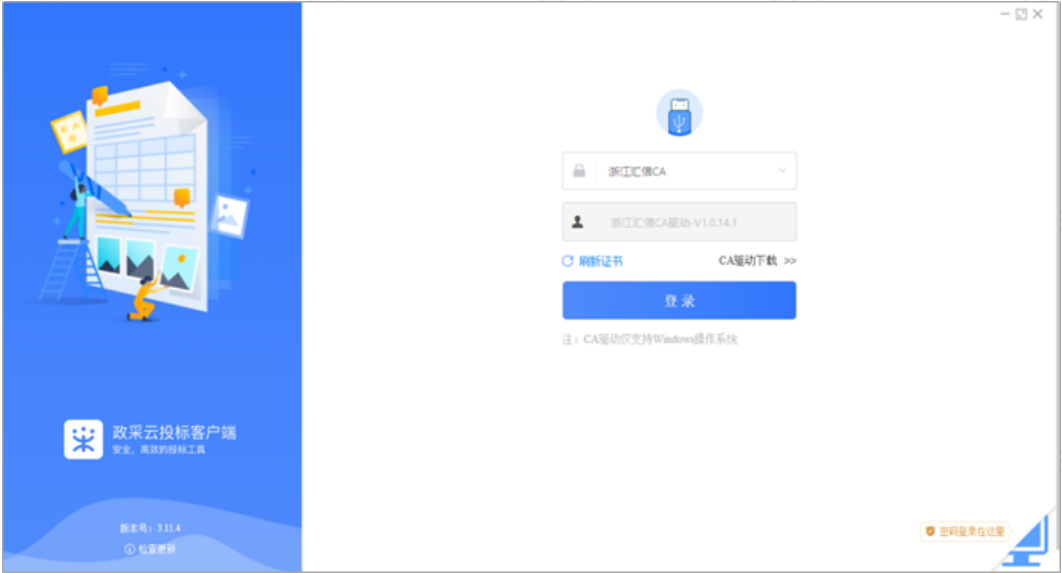 浙江汇信CA
浙江汇信CA驱动-V1.0.14.1
刷新证书
CA驱动下载 >>
登录
注：CA驱动仅支持Windows操作系统
政采云投标客户端
安全、高效的投标工具
版本号：3.11.4
检查更新
密码登录在这里